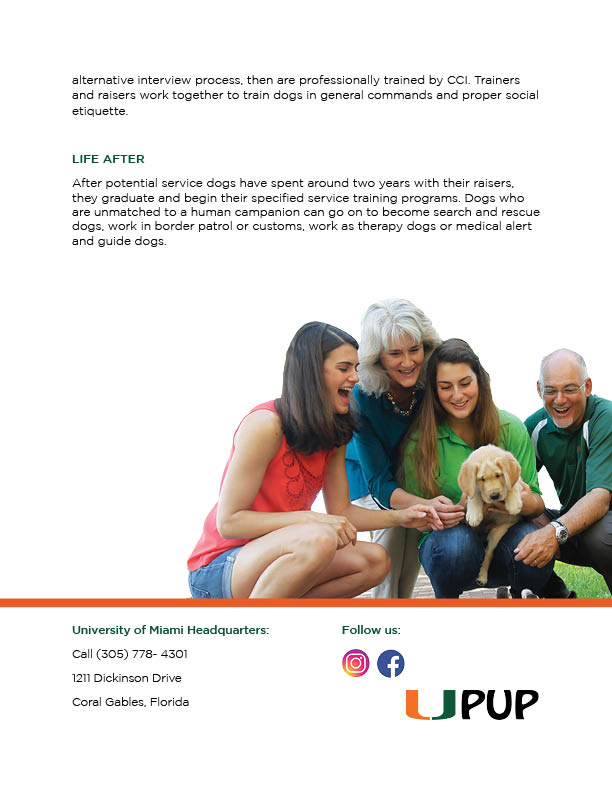 alternative interview process, then are professionally trained by CCI. Trainers
and raisers work together to train dogs in general commands and proper social
etiquette.
LIFE AFTER
After potential service dogs have spent around two years with their raisers,
they graduate and begin their specified service training programs. Dogs who
are unmatched to a human campanion can go on to become search and rescue
dogs, work in border patrol or customs, work as therapy dogs or medical alert
and guide dogs.
University of Miami Headquarters:
Call (305) 778- 4301
1211 Dickinson Drive
Coral Gables, Florida
Follow us:
U PUP